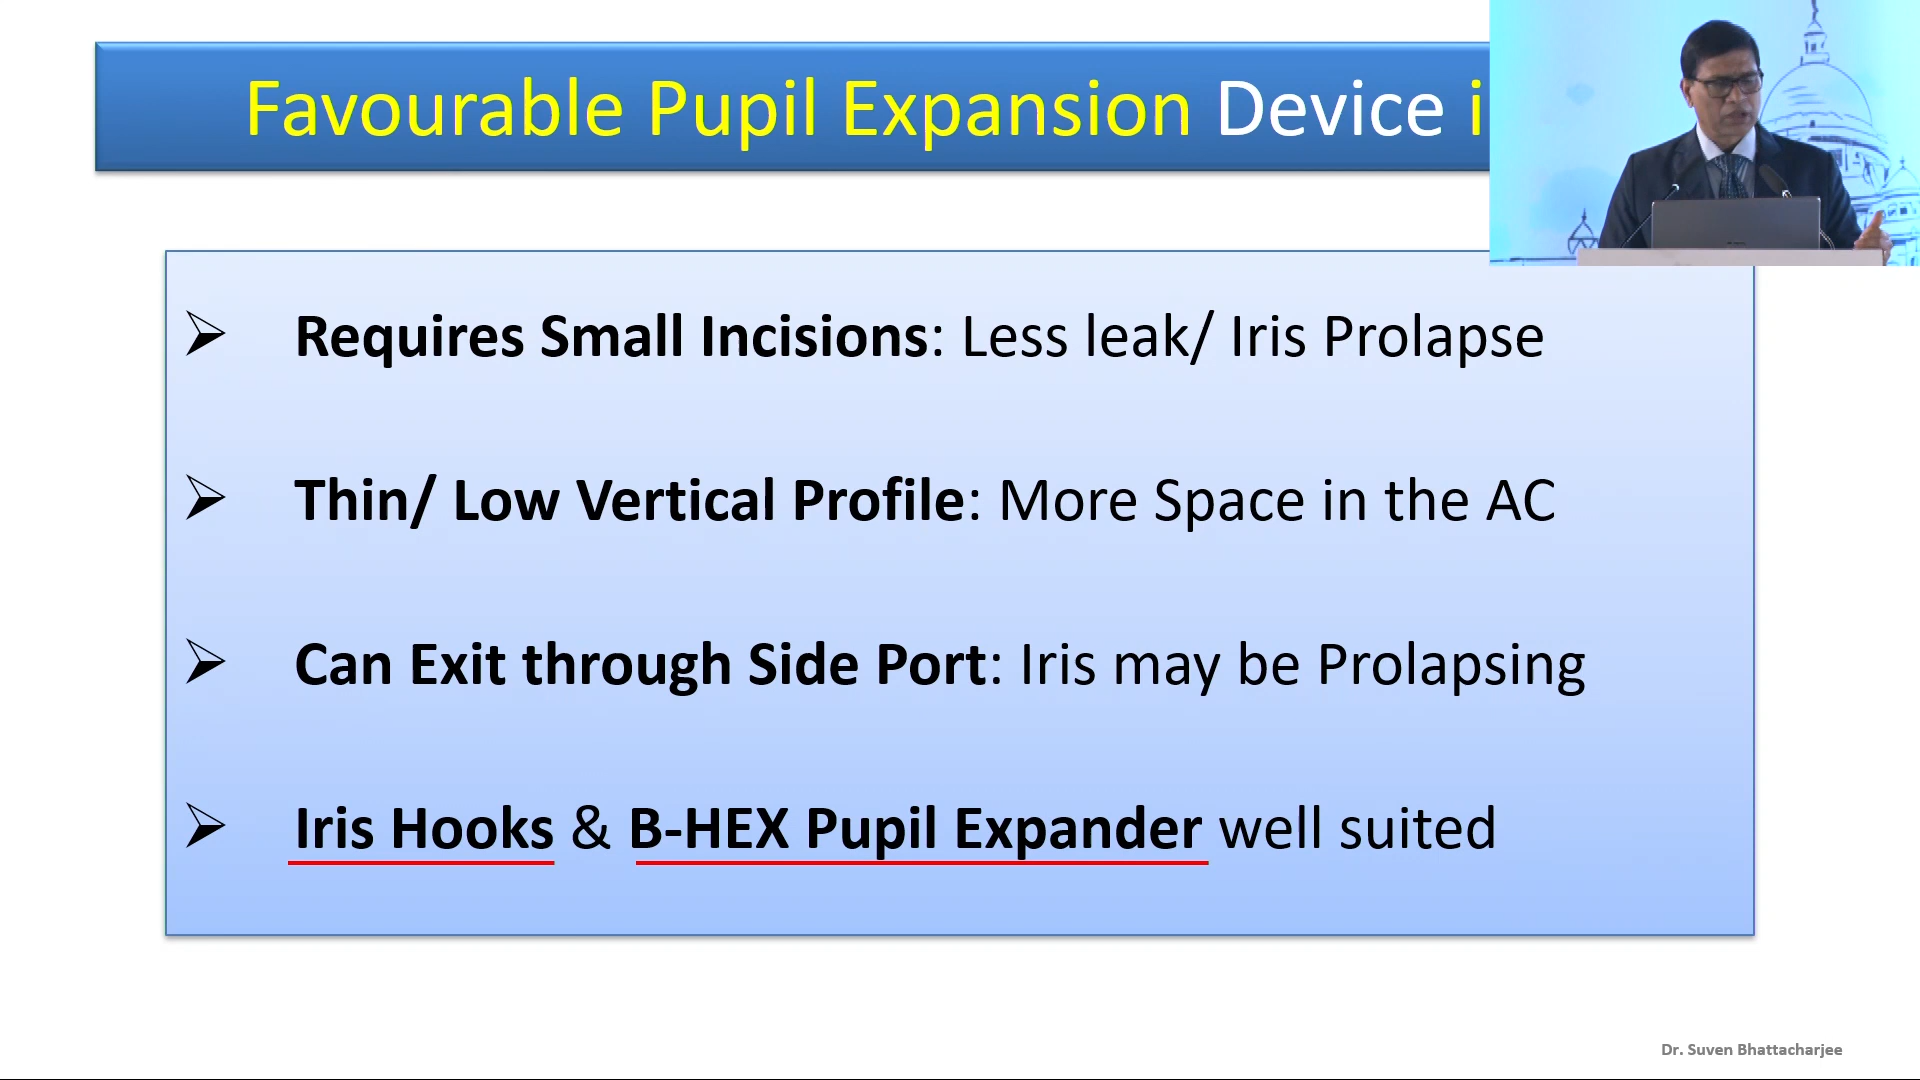 Favourable Pupil Expansion Device i
➢ Requires Small Incisions: Less leak/ Iris Prolapse
➢ Thin/ Low Vertical Profile: More Space in the AC
➢ Can Exit through Side Port: Iris may be Prolapsing
➢ Iris Hooks & B-HEX Pupil Expander well suited
Dr. Suven Bhattacharjee